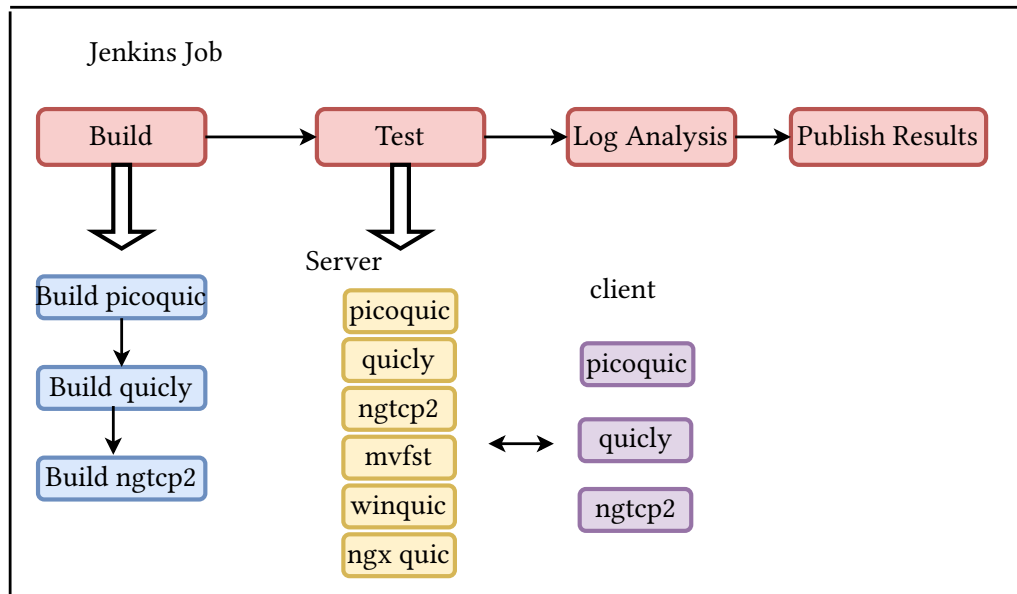 Jenkins Job
Build
Test
Log Analysis
Publish Results
Build picoquic
Build quicly
Build ngtcp2
Server
picoquic
quicly
ngtcp2
mvfst
winquic
ngx quic
client
picoquic
quicly
ngtcp2